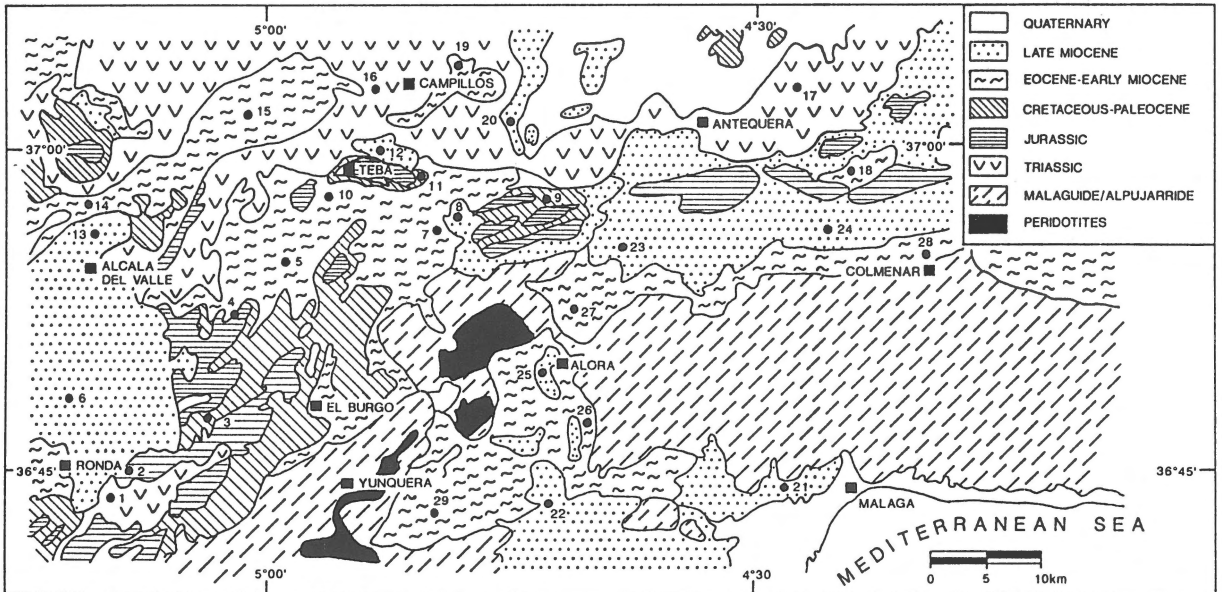 5°00'
4°30'
QUATERNARY
LATE MIOCENE
EOCENE-EARLY MIOCENE
CRETACEOUS-PALEOCENE
JURASSIC
TRIASSIC
MALAGUIDE/ALPUJARRIDE
PERIDOTITES
19
16
CAMPILLOS
17
15
20
ANTEQUERA
37°00'
37°00'
12
TEBA
11
18
10
9
14
8
13
7
23
24
28
ALCALA
DEL VALLE
5
COLMENAR
4
27
ALORA
25
6
EL BURGO
3
26
36°45'
RONDA
2
36°45'
YUNQUERA
21
1
29
22
MALAGA
MEDITERRANEAN SEA
5°00'
4°30'
0 5 10km